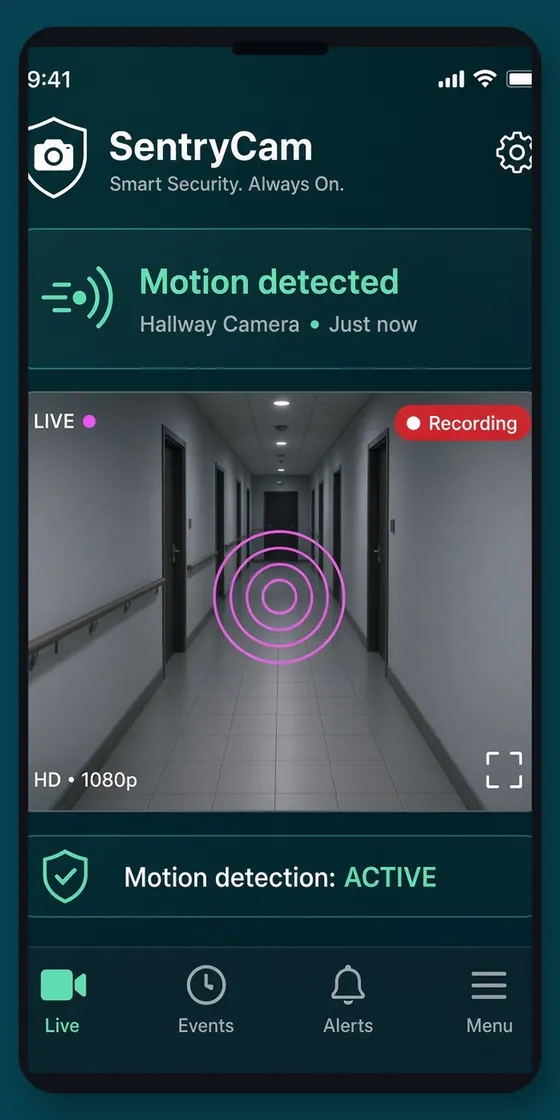 9:41
SentryCam
Smart Security. Always On.
Motion detected
Hallway Camera • Just now
LIVE
Recording
HD • 1080p
Motion detection: ACTIVE
Live
Events
Alerts
Menu